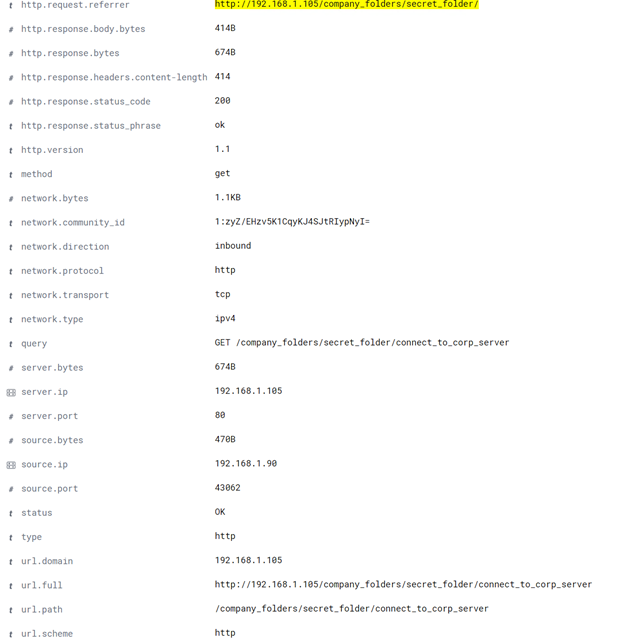 t http.request.referrer http://192.168.1.105/company_folders/secret_folder/
# http.response.body.bytes 414B
# http.response.bytes 674B
# http.response.headers.content-length 414
# http.response.status_code 200
t http.response.status_phrase ok
t http.version 1.1
t method get
# network.bytes 1.1KB
t network.community_id 1:zyZ/EHzv5K1CqyKJ4SJtRIypNyI=
t network.direction inbound
t network.protocol http
t network.transport tcp
t network.type ipv4
t query GET /company_folders/secret_folder/connect_to_corp_server
# server.bytes 674B
server.ip 192.168.1.105
# server.port 80
# source.bytes 470B
source.ip 192.168.1.90
# source.port 43062
t status OK
t type http
t url.domain 192.168.1.105
t url.full http://192.168.1.105/company_folders/secret_folder/connect_to_corp_server
t url.path /company_folders/secret_folder/connect_to_corp_server
t url.scheme http